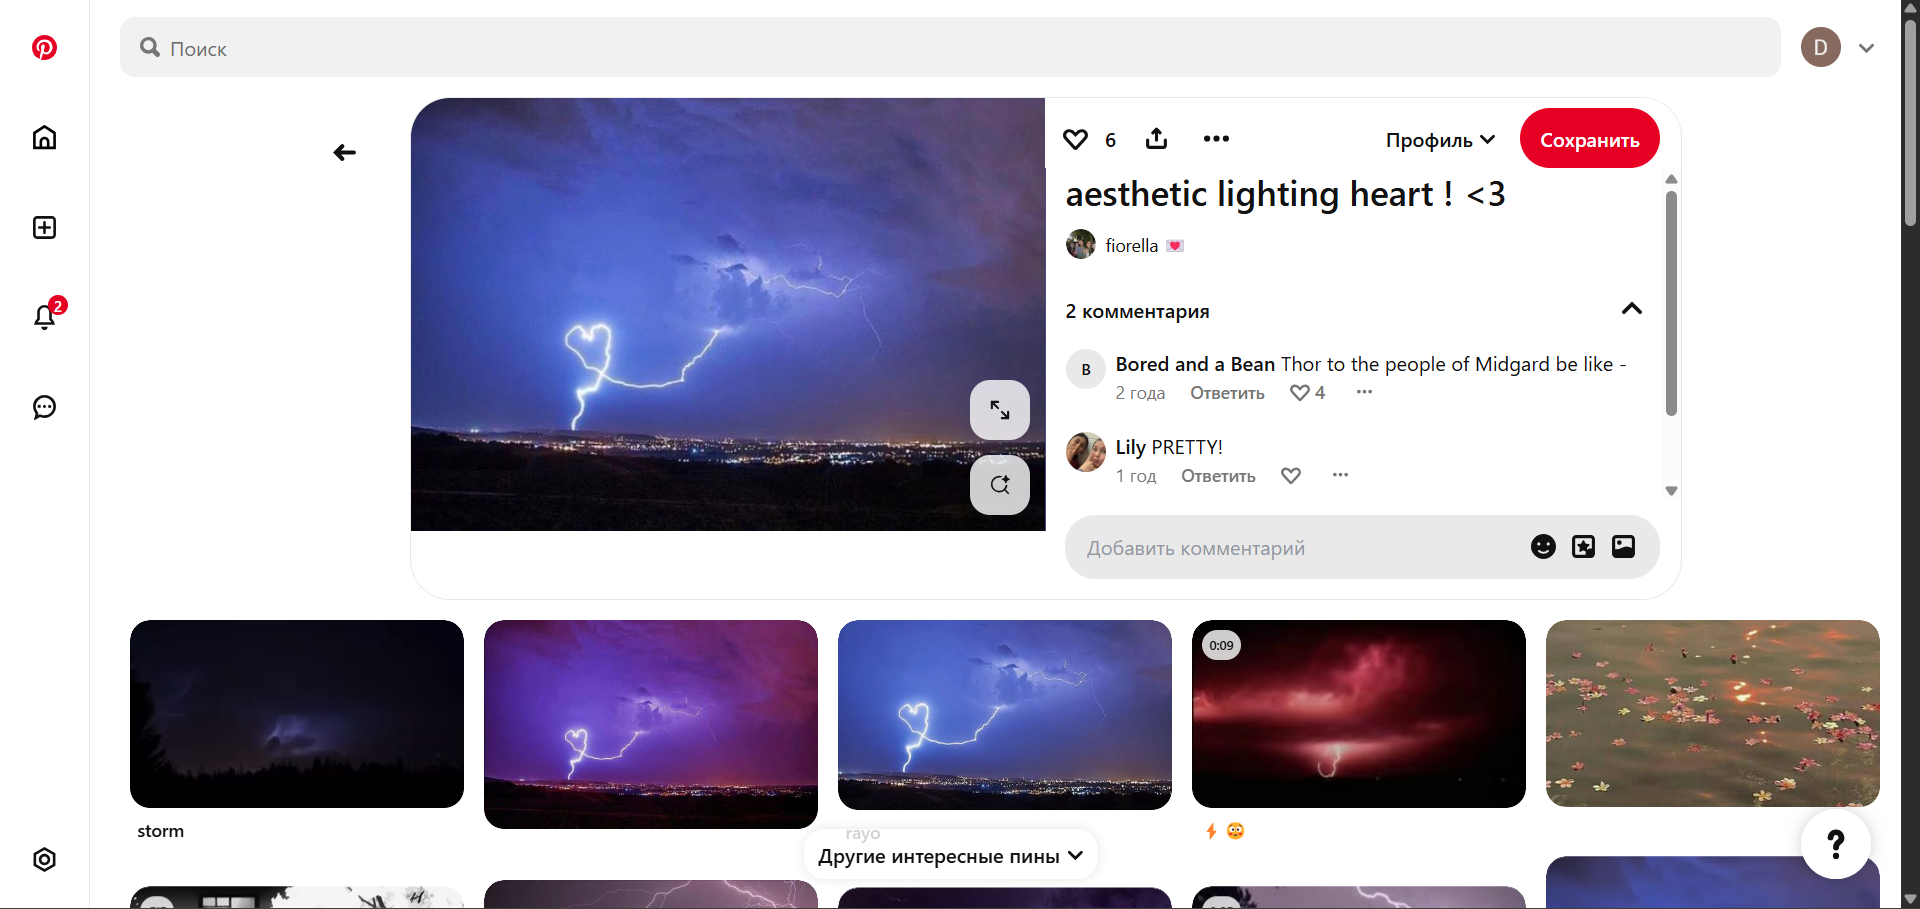 Поиск
D
6
Профиль
Сохранить
aesthetic lighting heart ! <3
fiorella 💌
2
2 комментария
B
Bored and a Bean Thor to the people of Midgard be like -
2 года Ответить 4
Lily PRETTY!
1 год Ответить
Добавить комментарий
0:09
storm
rayo
⚡😳
Другие интересные пины
?